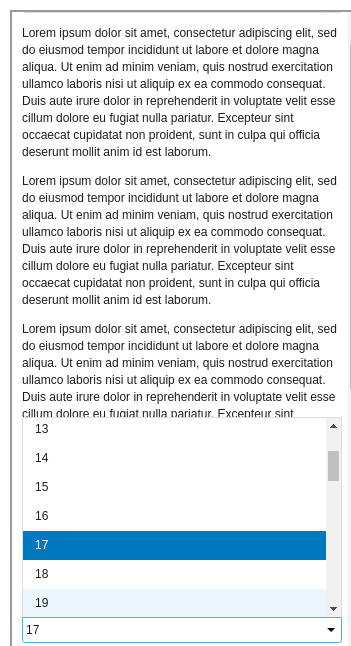 Lorem ipsum dolor sit amet, consectetur adipiscing elit, sed
do eiusmod tempor incididunt ut labore et dolore magna
aliqua. Ut enim ad minim veniam, quis nostrud exercitation
ullamco laboris nisi ut aliquip ex ea commodo consequat.
Duis aute irure dolor in reprehenderit in voluptate velit esse
cillum dolore eu fugiat nulla pariatur. Excepteur sint
occaecat cupidatat non proident, sunt in culpa qui officia
deserunt mollit anim id est laborum.
Lorem ipsum dolor sit amet, consectetur adipiscing elit, sed
do eiusmod tempor incididunt ut labore et dolore magna
aliqua. Ut enim ad minim veniam, quis nostrud exercitation
ullamco laboris nisi ut aliquip ex ea commodo consequat.
Duis aute irure dolor in reprehenderit in voluptate velit esse
cillum dolore eu fugiat nulla pariatur. Excepteur sint
occaecat cupidatat non proident, sunt in culpa qui officia
deserunt mollit anim id est laborum.
Lorem ipsum dolor sit amet, consectetur adipiscing elit, sed
do eiusmod tempor incididunt ut labore et dolore magna
aliqua. Ut enim ad minim veniam, quis nostrud exercitation
ullamco laboris nisi ut aliquip ex ea commodo consequat.
Duis aute irure dolor in reprehenderit in voluptate velit esse
cillum dolore eu fugiat nulla pariatur. Excepteur sint
13
14
15
16
17
18
19
17